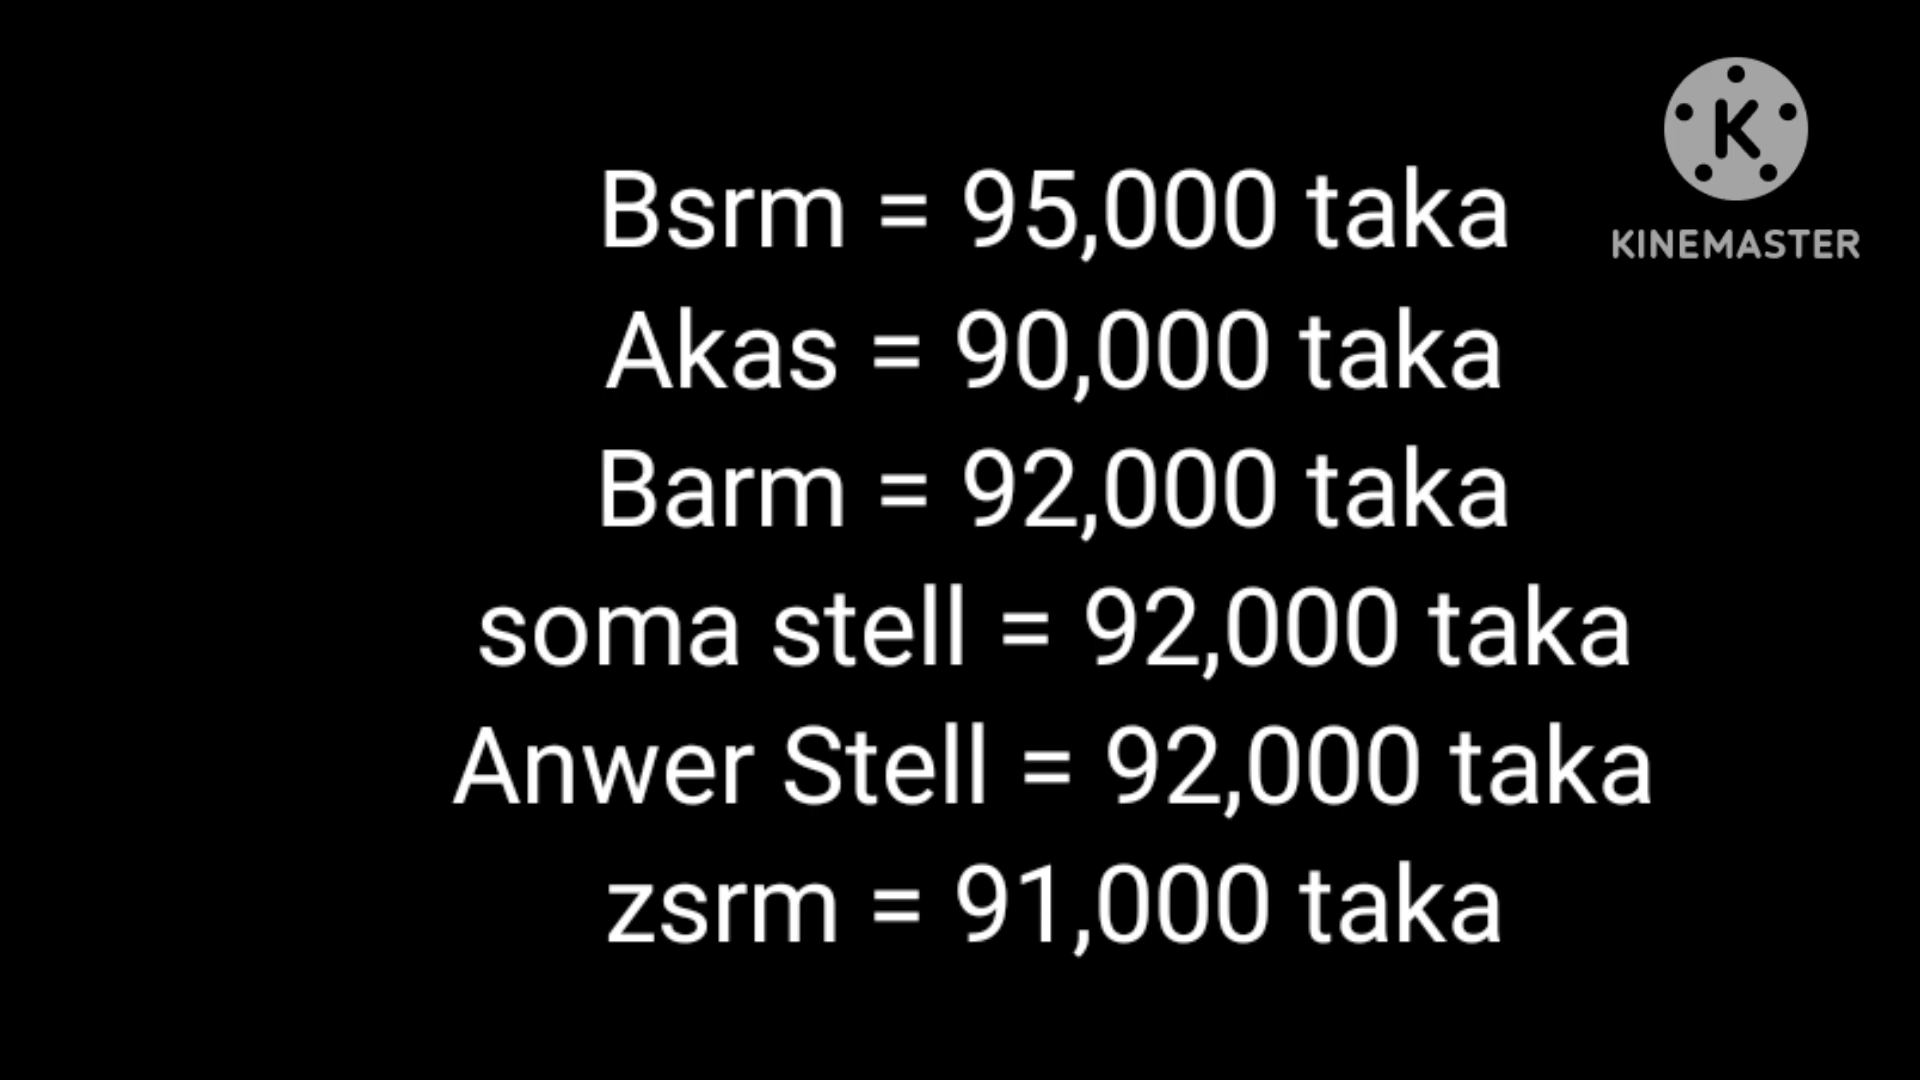 Bsrm = 95,000 taka
Akas = 90,000 taka
Barm = 92,000 taka
soma stell = 92,000 taka
Anwer Stell = 92,000 taka
zsrm = 91,000 taka
K
KINEMASTER